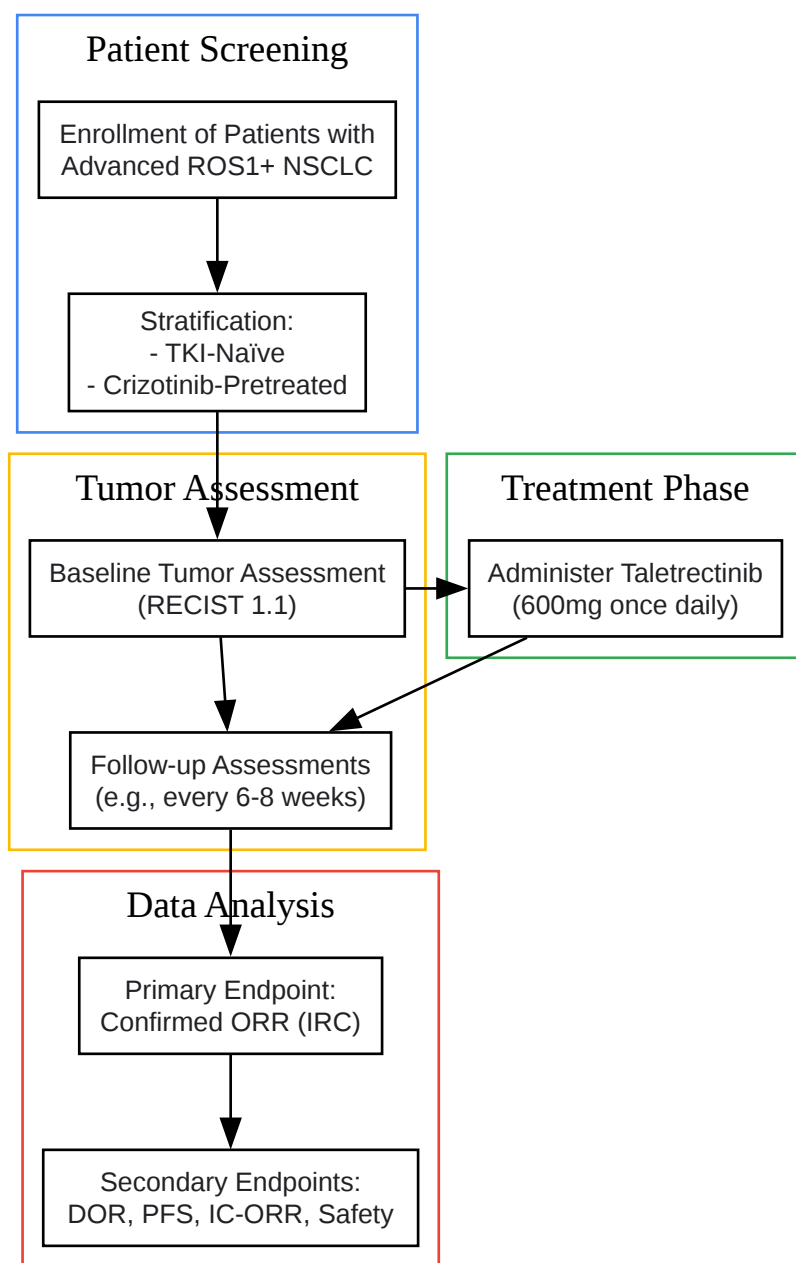 Patient Screening
Enrollment of Patients with
Advanced ROS1+ NSCLC
Stratification:
- TKI-Naïve
- Crizotinib-Pretreated
Tumor Assessment
Baseline Tumor Assessment
(RECIST 1.1)
Treatment Phase
Administer Taletrectinib
(600mg once daily)
Follow-up Assessments
(e.g., every 6-8 weeks)
Data Analysis
Primary Endpoint:
Confirmed ORR (IRC)
Secondary Endpoints:
DOR, PFS, IC-ORR, Safety